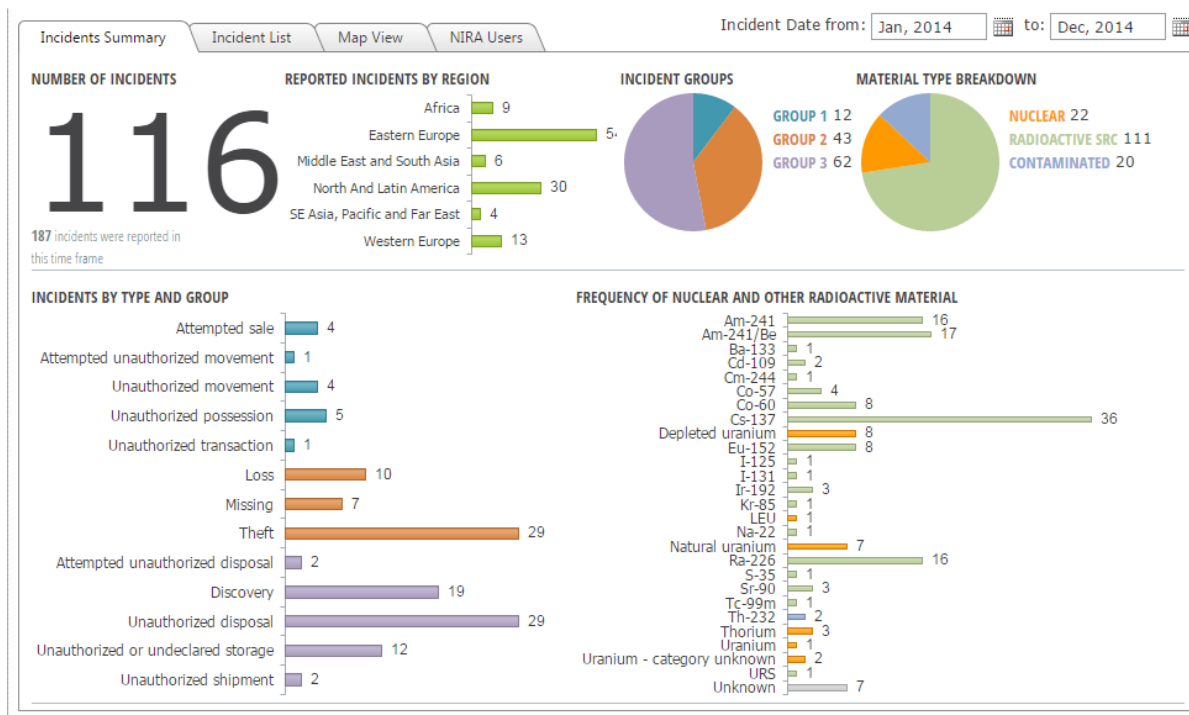 Incidents Summary
Incident List
Map View
NIRA Users
Incident Date from: Jan, 2014 to: Dec, 2014
NUMBER OF INCIDENTS
116
187 incidents were reported in
this time frame
REPORTED INCIDENTS BY REGION
Africa 9
Eastern Europe
Middle East and South Asia 6
North And Latin America 30
SE Asia, Pacific and Far East 4
Western Europe 13
INCIDENT GROUPS
GROUP 1 12
GROUP 2 43
GROUP 3 62
MATERIAL TYPE BREAKDOWN
NUCLEAR 22
RADIOACTIVE SRC 111
CONTAMINATED 20
INCIDENTS BY TYPE AND GROUP
Attempted sale 4
Attempted unauthorized movement 1
Unauthorized movement 4
Unauthorized possession 5
Unauthorized transaction 1
Loss 10
Missing 7
Theft 29
Attempted unauthorized disposal 2
Discovery 19
Unauthorized disposal 29
Unauthorized or undeclared storage 12
Unauthorized shipment 2
FREQUENCY OF NUCLEAR AND OTHER RADIOACTIVE MATERIAL
Am-241 16
Am-241/Be 17
Ba-133 1
Cd-109 2
Cm-244 1
Co-57 4
Co-60 8
Cs-137 36
Depleted uranium 8
Eu-152 8
I-125 1
I-131 1
Ir-192 3
Kr-85 1
LEU 1
Na-22 1
Natural uranium 7
Ra-226 16
S-35 1
Sr-90 3
Tc-99m 1
Th-232 2
Thorium 3
Uranium 1
Uranium - category unknown 2
URS 1
Unknown 7